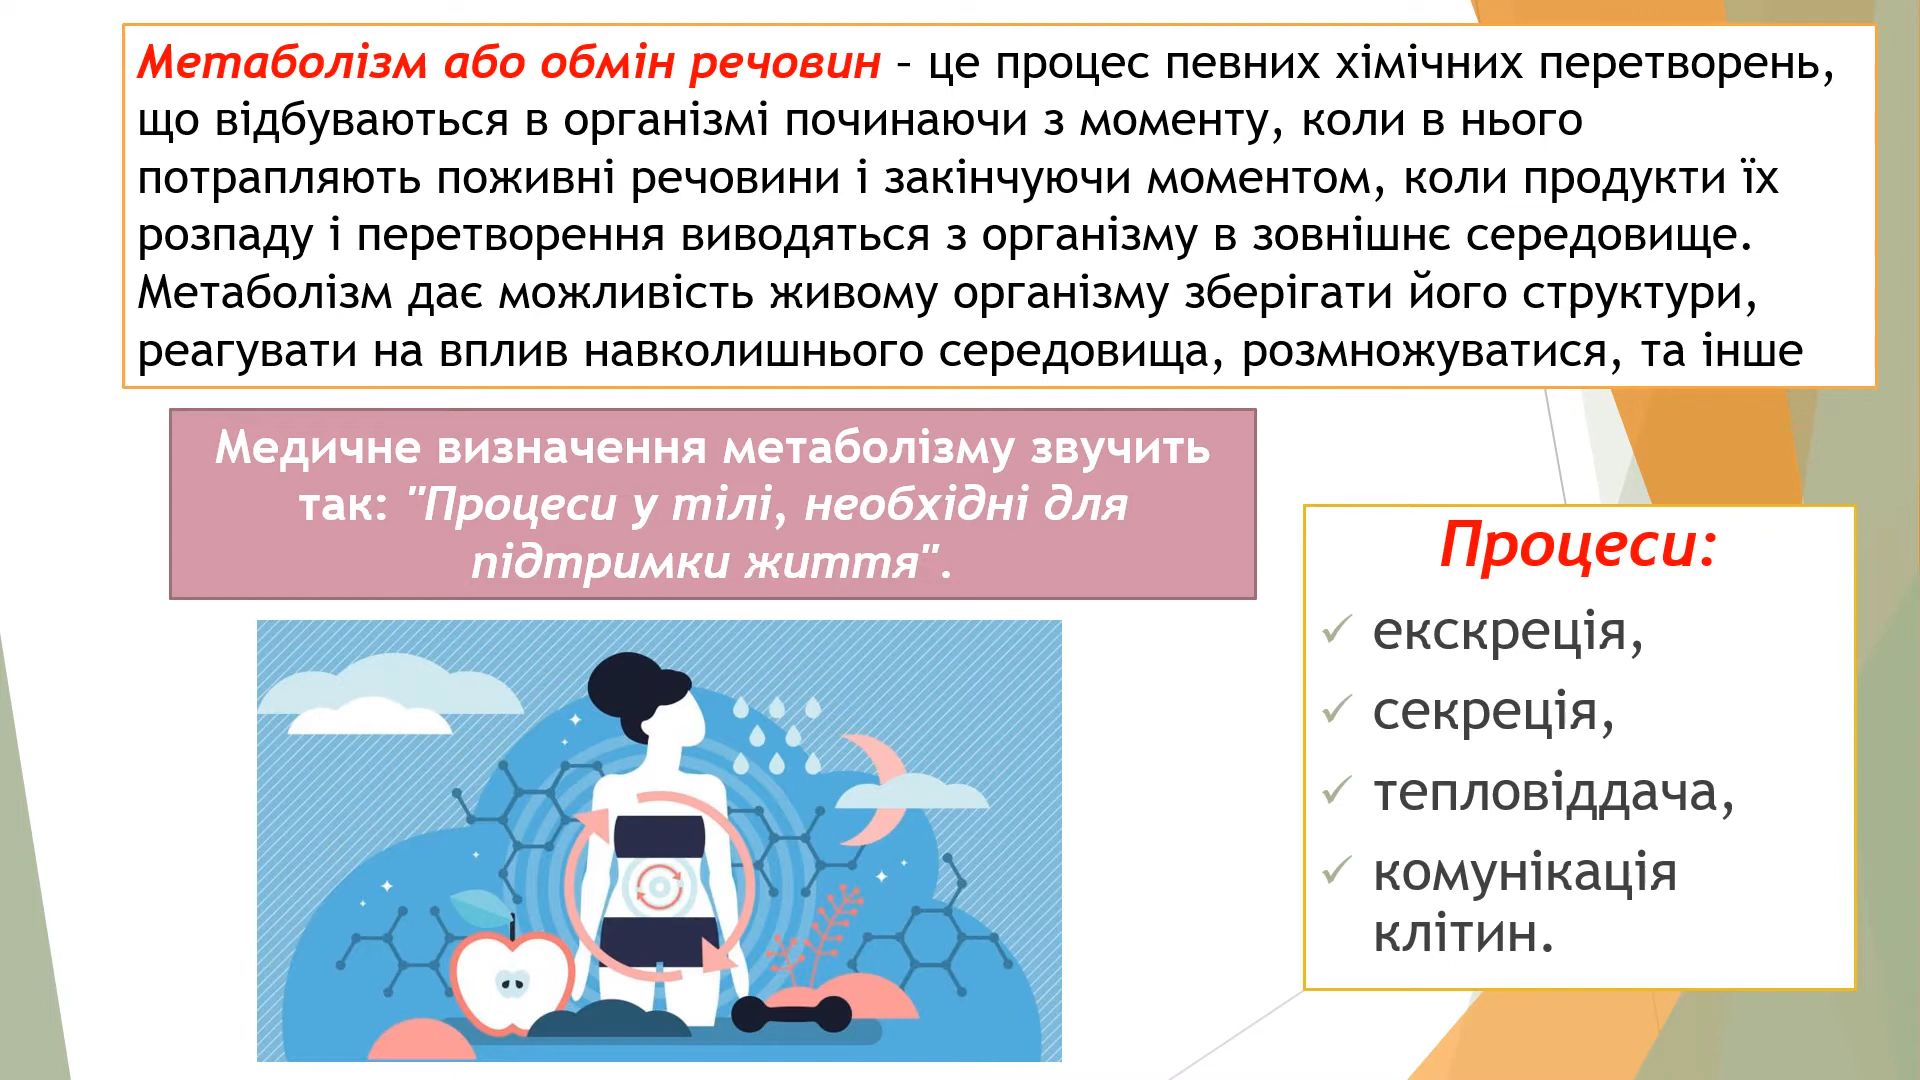 Метаболізм або обмін речовин – це процес певних хімічних перетворень,
що відбуваються в організмі починаючи з моменту, коли в нього
потрапляють поживні речовини і закінчуючи моментом, коли продукти їх
розпаду і перетворення виводяться з організму в зовнішнє середовище.
Метаболізм дає можливість живому організму зберігати його структури,
реагувати на вплив навколишнього середовища, розмножуватися, та інше
Медичне визначення метаболізму звучить
так: "Процеси у тілі, необхідні для
підтримки життя".
Процеси:
екскреція,
секреція,
тепловіддача,
комунікація
клітин.